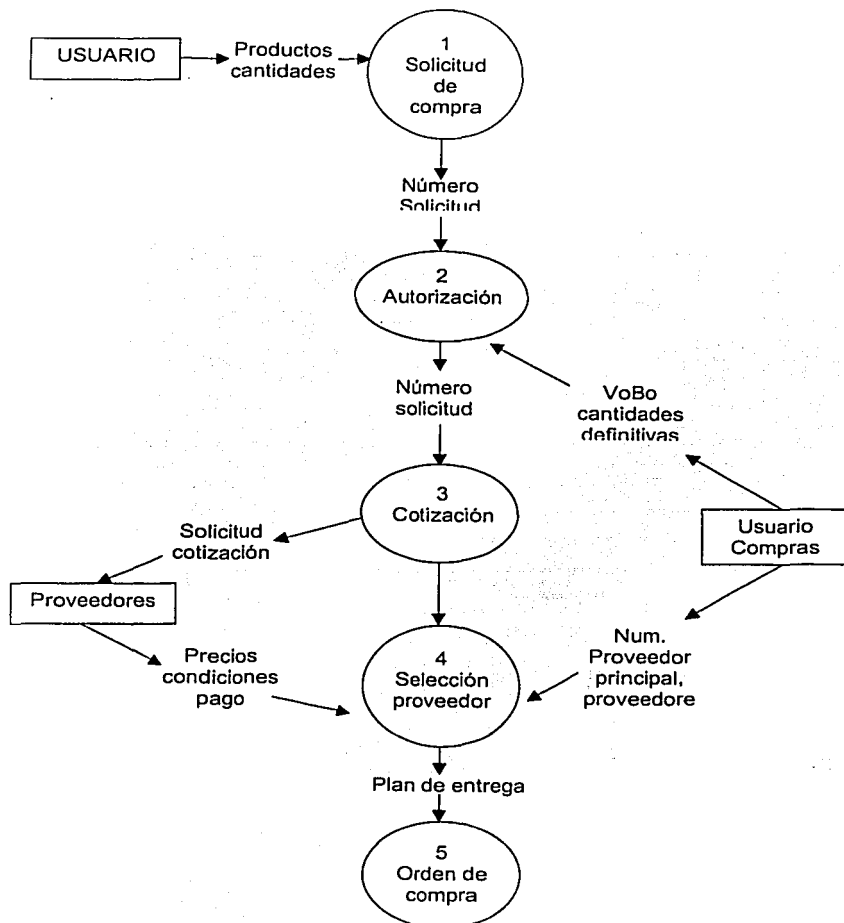 USUARIO
Productos
cantidades
1
Solicitud
de
compra
Número
Solicitud
2
Autorización
Número
solicitud
VoBo
cantidades
definitivas
3
Cotización
Solicitud
cotización
Usuario
Compras
Proveedores
Precios
condiciones
pago
4
Selección
proveedor
Num.
Proveedor
principal,
proveedore
Plan de entrega
5
Orden de
compra